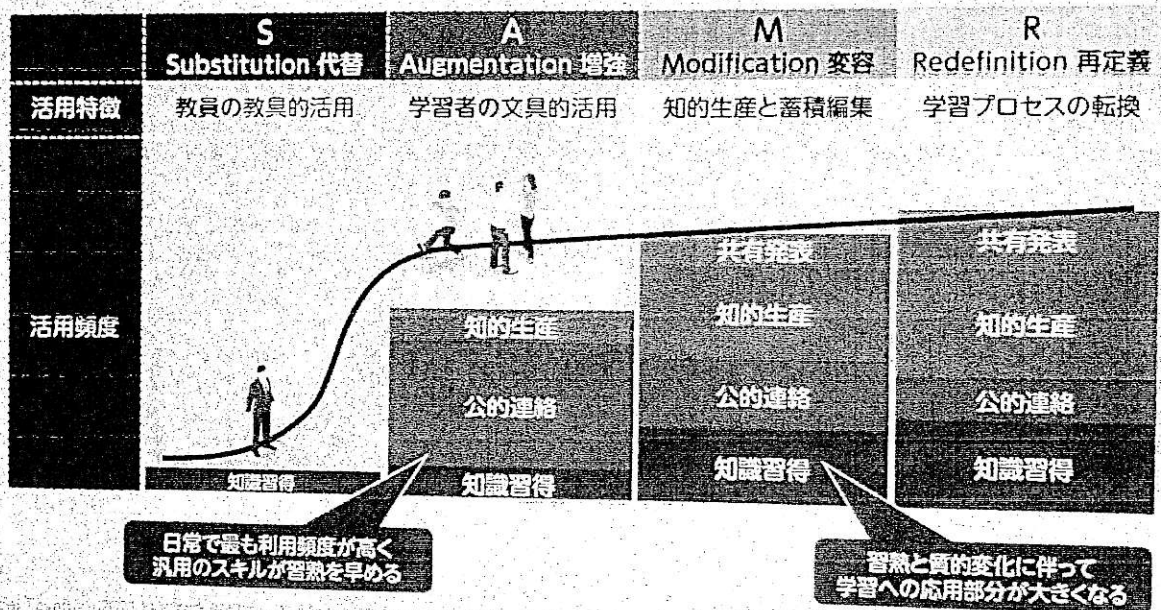 S
Substitution 代替
A
Augmentation 増強
M
Modification 変容
R
Redefinition 再定義
活用特徴
教員の教具的活用
学習者の文具的活用
知的生産と蓄積編集
学習プロセスの転換
活用頻度
知識習得
知的生産
公的連絡
知識習得
共有発表
知的生産
公的連絡
知識習得
共有発表
知的生産
公的連絡
知識習得
日常で最も利用頻度が高く
汎用のスキルが習熟を早める
習熟と質的変化に伴って
学習への応用部分が大きくなる